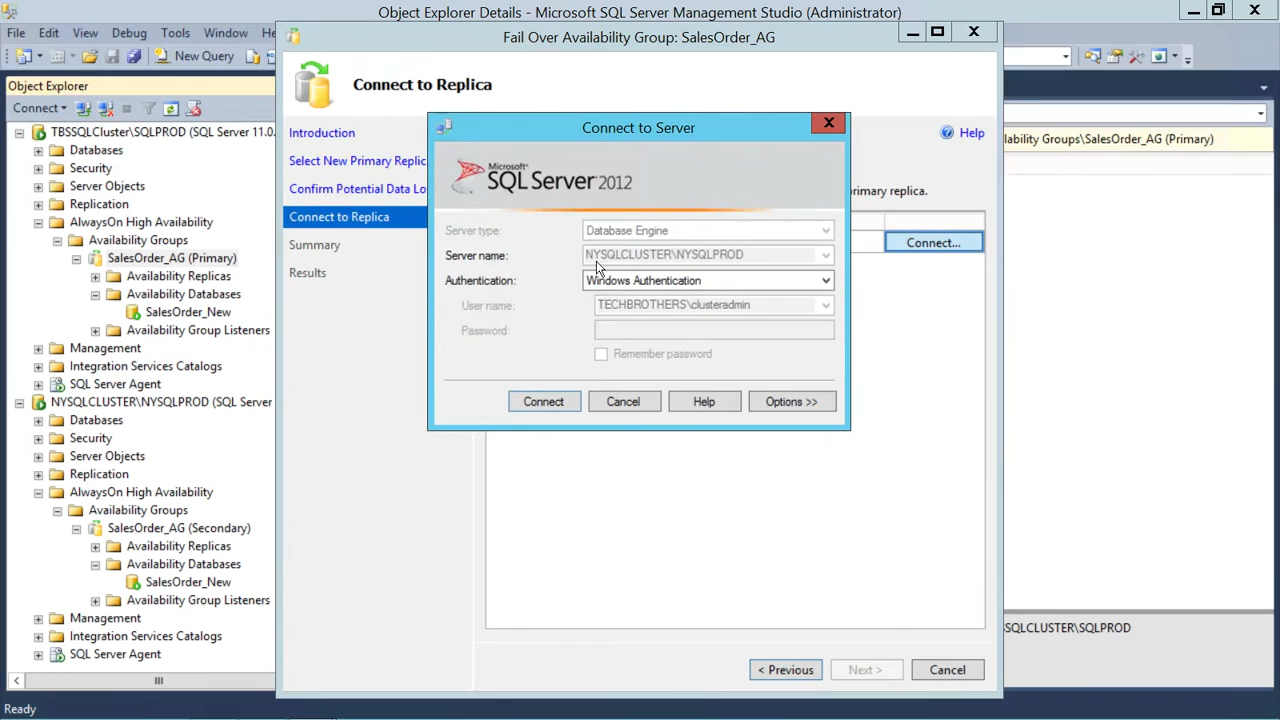 Object Explorer Details - Microsoft SQL Server Management Studio (Administrator)
File Edit View Debug Tools Window He
New Query
Object Explorer
Connect
TBSSQLCluster\SQLPROD (SQL Server 11.0.
Databases
Security
Server Objects
Replication
AlwaysOn High Availability
Availability Groups
SalesOrder_AG (Primary)
Availability Replicas
Availability Databases
SalesOrder_New
Availability Group Listeners
Management
Integration Services Catalogs
SQL Server Agent
NYSQLCLUSTER\NYSQLPROD (SQL Server
Databases
Security
Server Objects
Replication
AlwaysOn High Availability
Availability Groups
SalesOrder_AG (Secondary)
Availability Replicas
Availability Databases
SalesOrder_New
Availability Group Listeners
Management
Integration Services Catalogs
SQL Server Agent
Ready
Fail Over Availability Group: SalesOrder_AG
Connect to Replica
Introduction
Select New Primary Replic
Confirm Potential Data Lo
Connect to Replica
Summary
Results
Help
primary replica.
Connect...
< Previous Next > Cancel
Connect to Server
Microsoft®
SQL Server 2012
Server type: Database Engine
Server name: NYSQLCLUSTER\NYSQLPROD
Authentication: Windows Authentication
User name: TECHBROTHERS\clusteradmin
Password:
Remember password
Connect Cancel Help Options >>
lability Groups\SalesOrder_AG (Primary)
SQLCLUSTER\SQLPROD